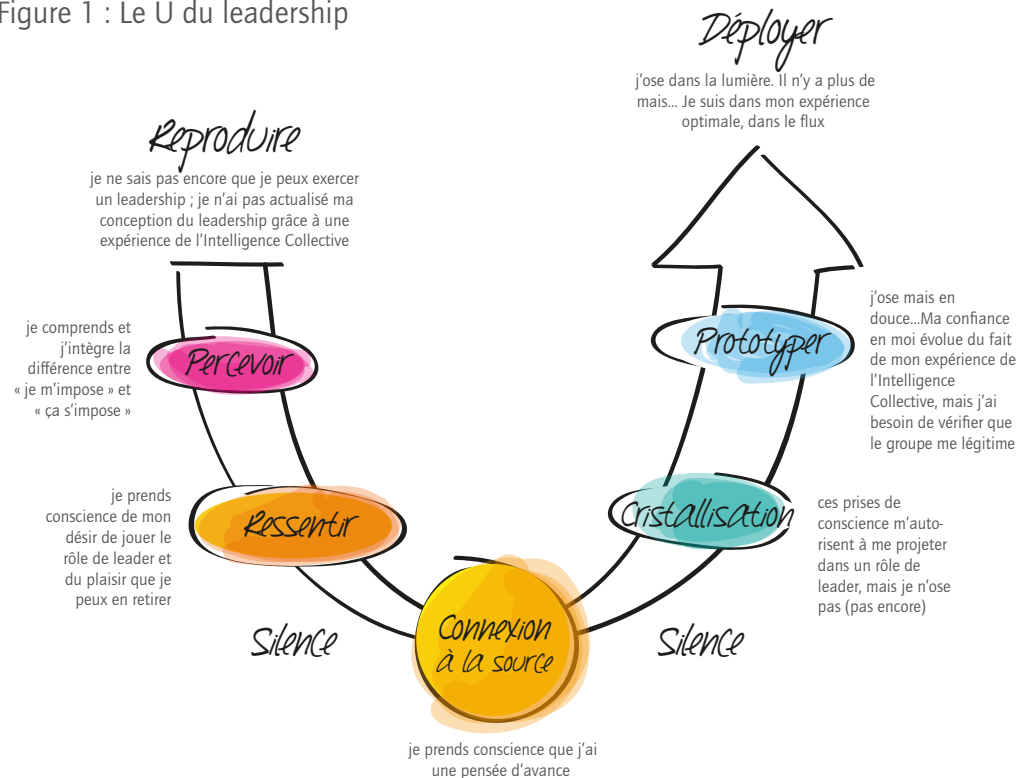 Figure 1 : Le U du leadership
Reproduire
je ne sais pas encore que je peux exercer
un leadership ; je n'ai pas actualisé ma
conception du leadership grâce à une
expérience de l'Intelligence Collective
Percevoir
je comprends et
j'intègre la
différence entre
« je m'impose » et
« ça s'impose »
Ressentir
je prends
conscience de mon
désir de jouer le
rôle de leader et
du plaisir que je
peux en retirer
Silence
Connexion
à la source
je prends conscience que j'ai
une pensée d'avance
Silence
Cristallisation
ces prises de
conscience m'auto-
risent à me projeter
dans un rôle de
leader, mais je n'ose
pas (pas encore)
Prototyper
j'ose mais en
douce...Ma confiance
en moi évolue du fait
de mon expérience de
l'Intelligence
Collective, mais j'ai
besoin de vérifier que
le groupe me légitime
Déployer
j'ose dans la lumière. Il n'y a plus de
mais... Je suis dans mon expérience
optimale, dans le flux